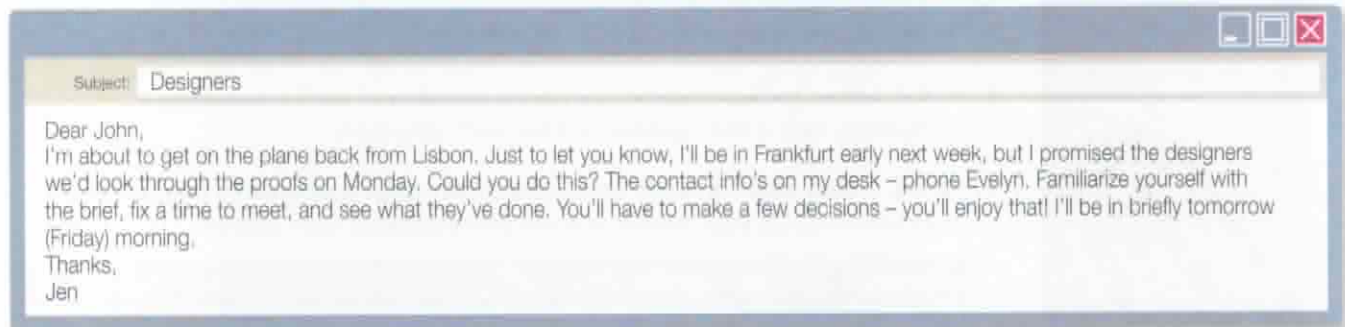 Subject: Designers
Dear John,
I'm about to get on the plane back from Lisbon. Just to let you know, I'll be in Frankfurt early next week, but I promised the designers
we'd look through the proofs on Monday. Could you do this? The contact info's on my desk – phone Evelyn. Familiarize yourself with
the brief, fix a time to meet, and see what they've done. You'll have to make a few decisions – you'll enjoy that! I'll be in briefly tomorrow
(Friday) morning.
Thanks,
Jen